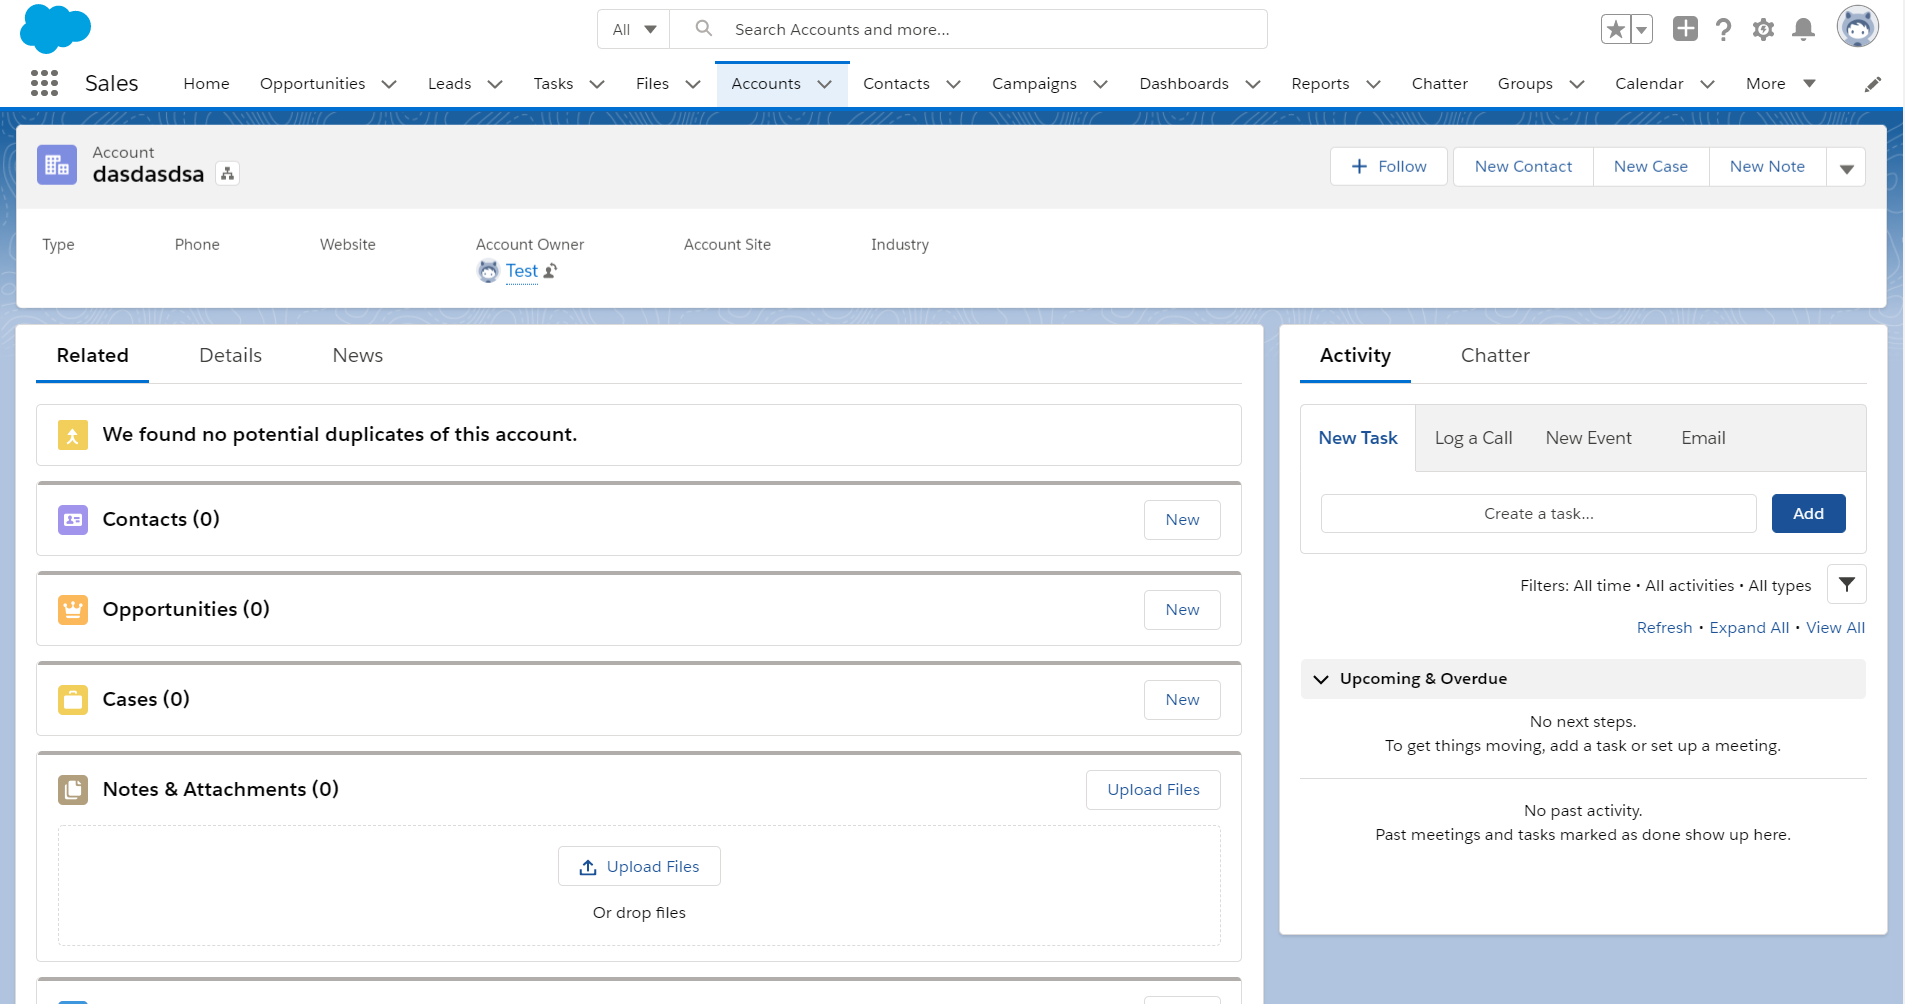 All
Search Accounts and more...
Sales
Home
Opportunities
Leads
Tasks
Files
Accounts
Contacts
Campaigns
Dashboards
Reports
Chatter
Groups
Calendar
More
Account
dasdasdsa
Follow
New Contact
New Case
New Note
Type
Phone
Website
Account Owner
Account Site
Industry
Test
Related
Details
News
We found no potential duplicates of this account.
Contacts (0)
New
Opportunities (0)
New
Cases (0)
New
Notes & Attachments (0)
Upload Files
Upload Files
Or drop files
Activity
Chatter
New Task
Log a Call
New Event
Email
Create a task...
Add
Filters: All time • All activities • All types
Refresh • Expand All • View All
Upcoming & Overdue
No next steps.
To get things moving, add a task or set up a meeting.
No past activity.
Past meetings and tasks marked as done show up here.